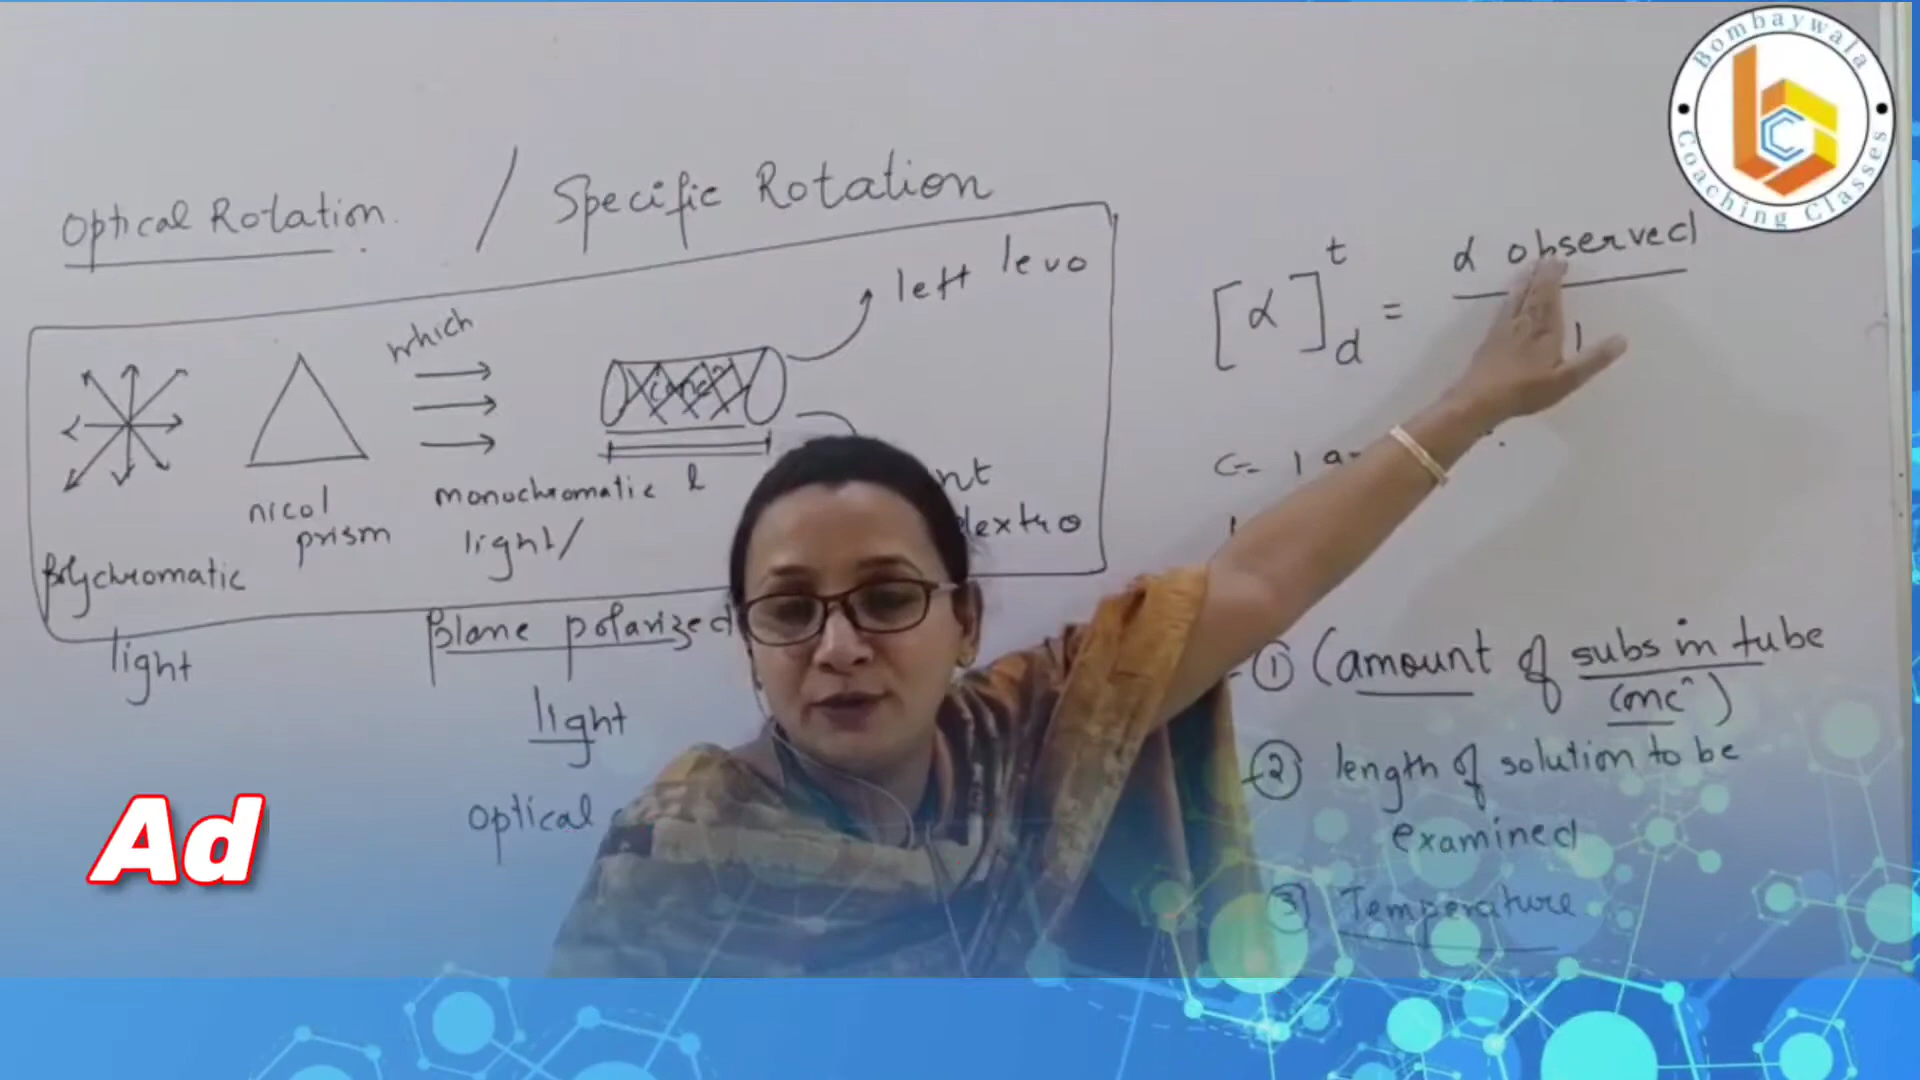 Bombaywala
Coaching Classes
Optical Rotation / Specific Rotation
left levo
which
nicol
prism
monochromatic l
light/
dextro
Polychromatic
light
plane polarized
light
optical
[α]
t
d
=
α observed
l
① (amount of subs in tube
conc^n)
② length of solution to be
examined
③ Temperature
Ad